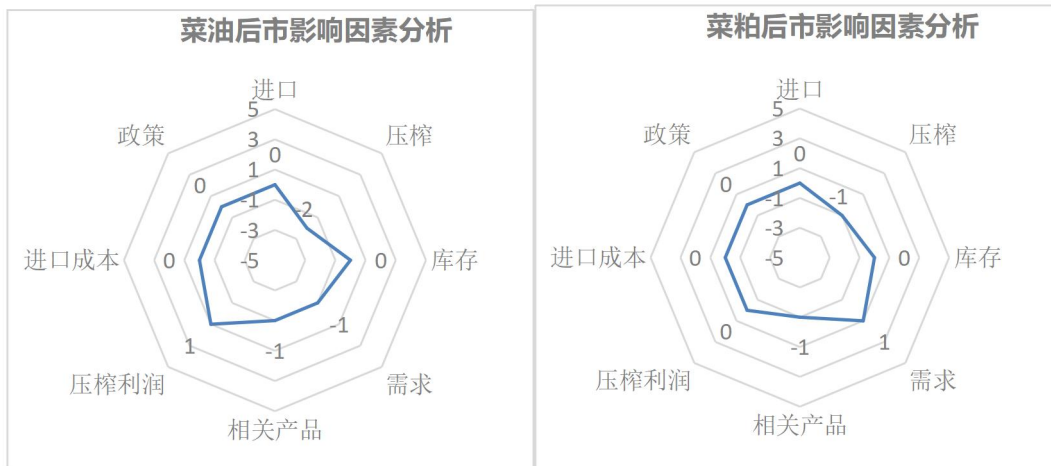 菜油后市影响因素分析
进口
5
3
1
-1
-3
-5
政策
压榨
0
0
-2
进口成本
0
0
库存
1
-1
-1
压榨利润
需求
相关产品
菜粕后市影响因素分析
进口
5
3
1
-1
-3
-5
政策
压榨
0
0
-1
进口成本
0
0
库存
0
-1
1
压榨利润
需求
相关产品